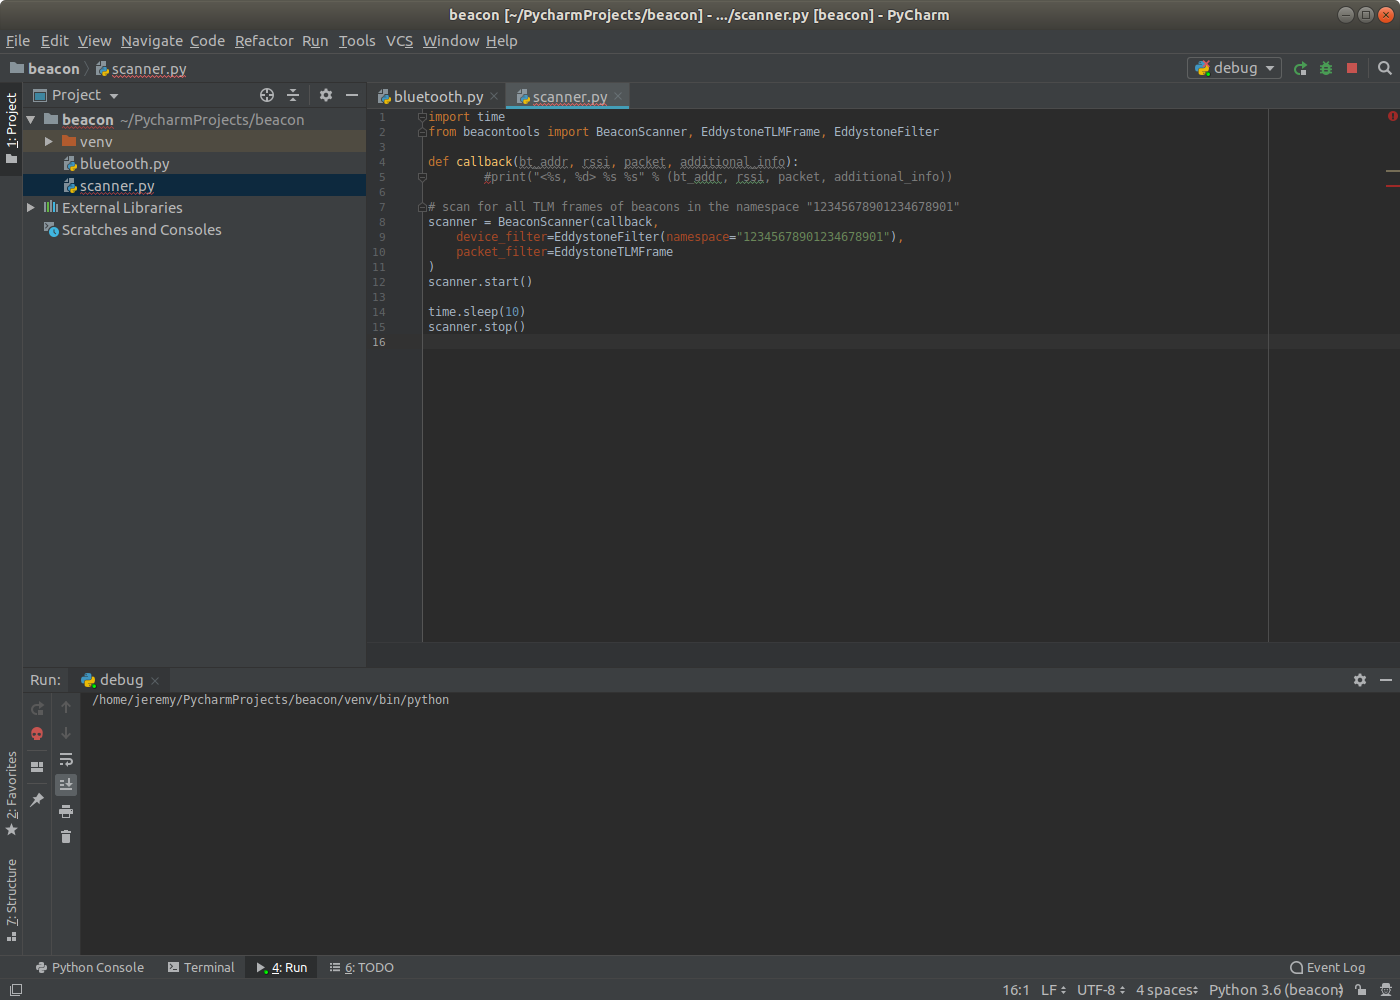 beacon [~/PycharmProjects/beacon] - .../scanner.py [beacon] - PyCharm
File Edit View Navigate Code Refactor Run Tools VCS Window Help
beacon scanner.py
debug
1: Project
Project
bluetooth.py scanner.py
beacon ~/PycharmProjects/beacon
venv
bluetooth.py
scanner.py
External Libraries
Scratches and Consoles
1 import time
2 from beacontools import BeaconScanner, EddystoneTLMFrame, EddystoneFilter
3
4 def callback(bt_addr, rssi, packet, additional_info):
5 #print("<%s, %d> %s %s" % (bt_addr, rssi, packet, additional_info))
6
7 # scan for all TLM frames of beacons in the namespace "12345678901234678901"
8 scanner = BeaconScanner(callback,
9 device_filter=EddystoneFilter(namespace="12345678901234678901"),
10 packet_filter=EddystoneTLMFrame
11 )
12 scanner.start()
13
14 time.sleep(10)
15 scanner.stop()
16
Run: debug
/home/jeremy/PycharmProjects/beacon/venv/bin/python
2: Favorites
7: Structure
Python Console Terminal 4: Run 6: TODO Event Log
16:1 LF UTF-8 4 spaces Python 3.6 (beacon)